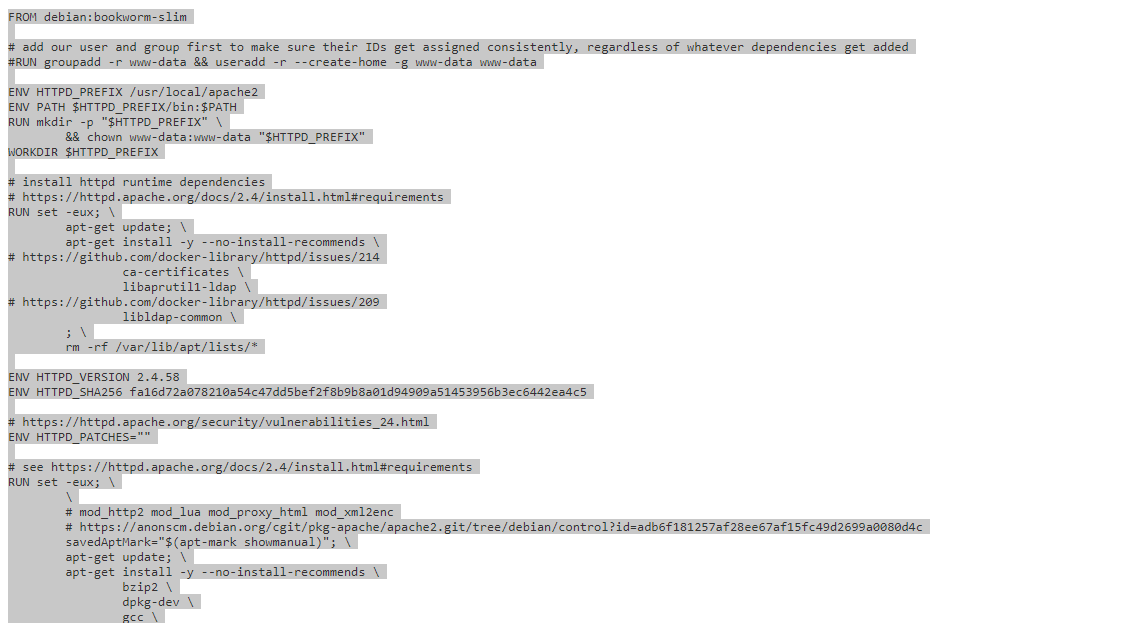 FROM debian:bookworm-slim
# add our user and group first to make sure their IDs get assigned consistently, regardless of whatever dependencies get added
#RUN groupadd -r www-data && useradd -r --create-home -g www-data www-data
ENV HTTPD_PREFIX /usr/local/apache2
ENV PATH $HTTPD_PREFIX/bin:$PATH
RUN mkdir -p "$HTTPD_PREFIX" \
	&& chown www-data:www-data "$HTTPD_PREFIX"
WORKDIR $HTTPD_PREFIX
# install httpd runtime dependencies
# https://httpd.apache.org/docs/2.4/install.html#requirements
RUN set -eux; \
	apt-get update; \
	apt-get install -y --no-install-recommends \
# https://github.com/docker-library/httpd/issues/214
		ca-certificates \
		libaprutil1-ldap \
# https://github.com/docker-library/httpd/issues/209
		libldap-common \
	; \
	rm -rf /var/lib/apt/lists/*
ENV HTTPD_VERSION 2.4.58
ENV HTTPD_SHA256 fa16d72a078210a54c47dd5bef2f8b9b8a01d94909a51453956b3ec6442ea4c5
# https://httpd.apache.org/security/vulnerabilities_24.html
ENV HTTPD_PATCHES=""
# see https://httpd.apache.org/docs/2.4/install.html#requirements
RUN set -eux; \
	\
	# mod_http2 mod_lua mod_proxy_html mod_xml2enc
	# https://anonscm.debian.org/cgit/pkg-apache/apache2.git/tree/debian/control?id=adb6f181257af28ee67af15fc49d2699a0080d4c
	savedAptMark="$(apt-mark showmanual)"; \
	apt-get update; \
	apt-get install -y --no-install-recommends \
		bzip2 \
		dpkg-dev \
		gcc \